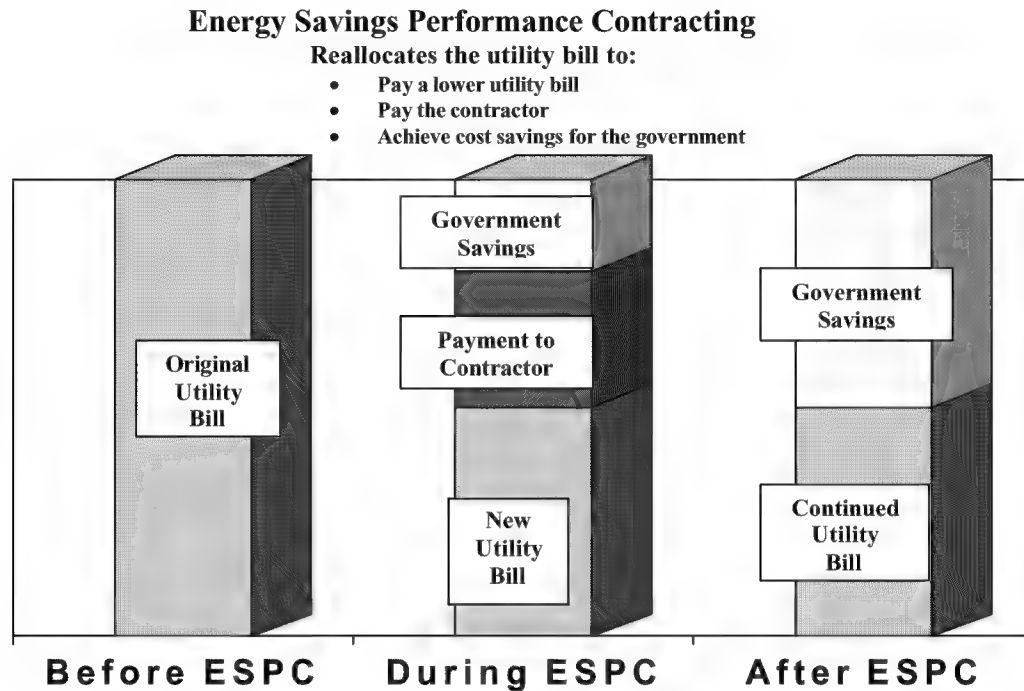 Energy Savings Performance Contracting
Reallocates the utility bill to:
• Pay a lower utility bill
• Pay the contractor
• Achieve cost savings for the government
Original
Utility
Bill
Government
Savings
Payment to
Contractor
New
Utility
Bill
Government
Savings
Continued
Utility
Bill
Before ESPC
During ESPC
After ESPC